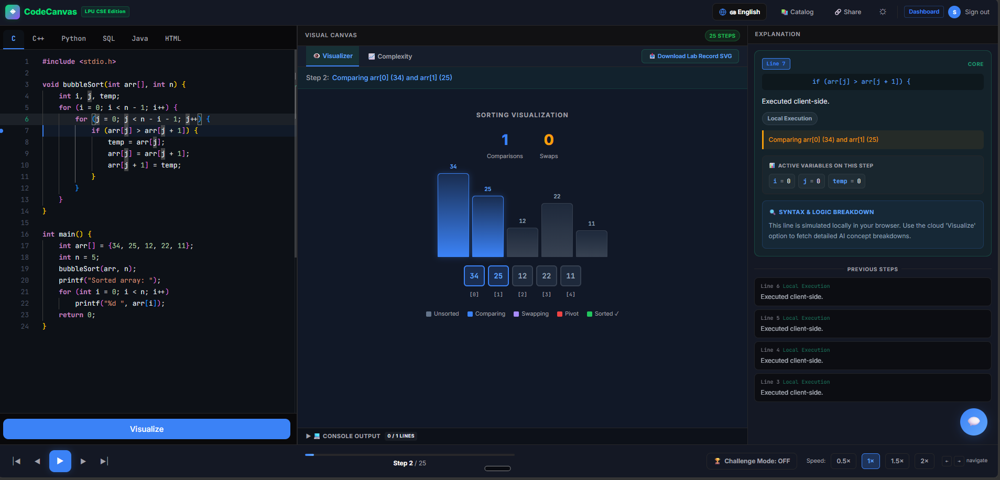 CodeCanvas LPU CSE Edition
GB English Catalog Share Dashboard S Sign out
C C++ Python SQL Java HTML
1 #include <stdio.h>
2
3 void bubbleSort(int arr[], int n) {
4 int i, j, temp;
5 for (i = 0; i < n - 1; i++) {
6 for (j = 0; j < n - i - 1; j++) {
7 if (arr[j] > arr[j + 1]) {
8 temp = arr[j];
9 arr[j] = arr[j + 1];
10 arr[j + 1] = temp;
11 }
12 }
13 }
14 }
15
16 int main() {
17 int arr[] = {34, 25, 12, 22, 11};
18 int n = 5;
19 bubbleSort(arr, n);
20 printf("Sorted array: ");
21 for (int i = 0; i < n; i++)
22 printf("%d ", arr[i]);
23 return 0;
24 }
Visualize
VISUAL CANVAS 25 STEPS
Visualizer Complexity Download Lab Record SVG
Step 2: Comparing arr[0] (34) and arr[1] (25)
SORTING VISUALIZATION
1 0
Comparisons Swaps
34
25
22
12
11
34 25 12 22 11
[0] [1] [2] [3] [4]
Unsorted Comparing Swapping Pivot Sorted ✓
CONSOLE OUTPUT 0 / 1 LINES
EXPLANATION
Line 7 CORE
if (arr[j] > arr[j + 1]) {
Executed client-side.
Local Execution
Comparing arr[0] (34) and arr[1] (25)
ACTIVE VARIABLES ON THIS STEP
i = 0 j = 0 temp = 0
SYNTAX & LOGIC BREAKDOWN
This line is simulated locally in your browser. Use the cloud 'Visualize'
option to fetch detailed AI concept breakdowns.
PREVIOUS STEPS
Line 6 Local Execution
Executed client-side.
Line 5 Local Execution
Executed client-side.
Line 4 Local Execution
Executed client-side.
Line 3 Local Execution
Executed client-side.
Step 2 / 25
Challenge Mode: OFF Speed: 0.5× 1× 1.5× 2× ← → navigate